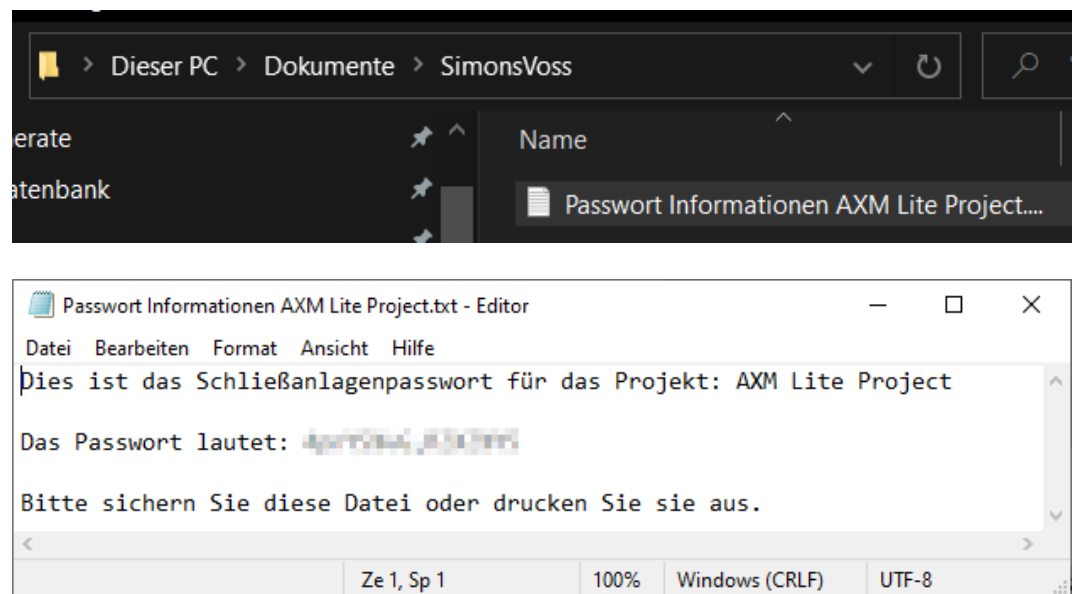 Dieser PC > Dokumente > SimonsVoss
erate
Name
atenbank
Passwort Informationen AXM Lite Project....
Passwort Informationen AXM Lite Project.txt - Editor
Datei Bearbeiten Format Ansicht Hilfe
Dies ist das Schließanlagenpasswort für das Projekt: AXM Lite Project
Das Passwort lautet:
Bitte sichern Sie diese Datei oder drucken Sie sie aus.
Ze 1, Sp 1 100% Windows (CRLF) UTF-8